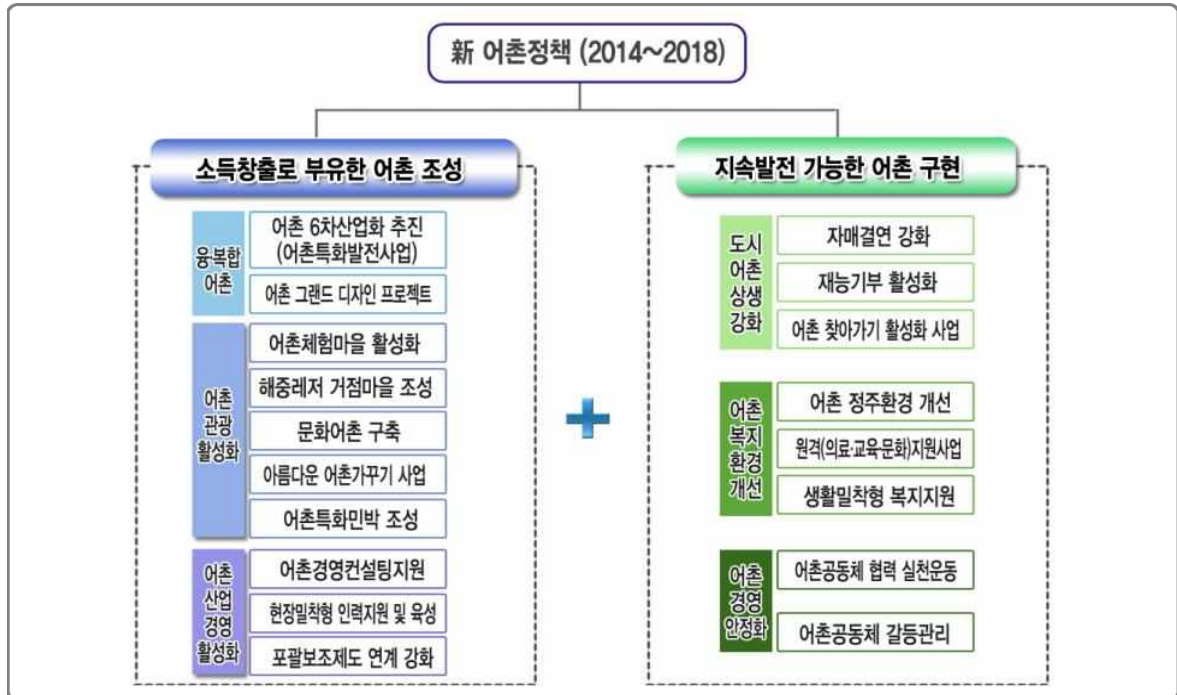 新 어촌정책 (2014~2018)
소득창출로 부유한 어촌 조성
융·복합
어촌
어촌 6차산업화 추진
(어촌특화발전사업)
어촌 그랜드 디자인 프로젝트
어촌
관광
활성화
어촌체험마을 활성화
해중레저 거점마을 조성
문화어촌 구축
아름다운 어촌가꾸기 사업
어촌특화민박 조성
어촌
산업
경영
활성화
어촌경영컨설팅지원
현장밀착형 인력지원 및 육성
포괄보조제도 연계 강화
지속발전 가능한 어촌 구현
도시
어촌
상생
강화
자매결연 강화
재능기부 활성화
어촌 찾아가기 활성화 사업
어촌
복지
환경
개선
어촌 정주환경 개선
원격(의료·교육·문화)지원사업
생활밀착형 복지지원
어촌
경영
안정화
어촌공동체 협력 실천운동
어촌공동체 갈등관리